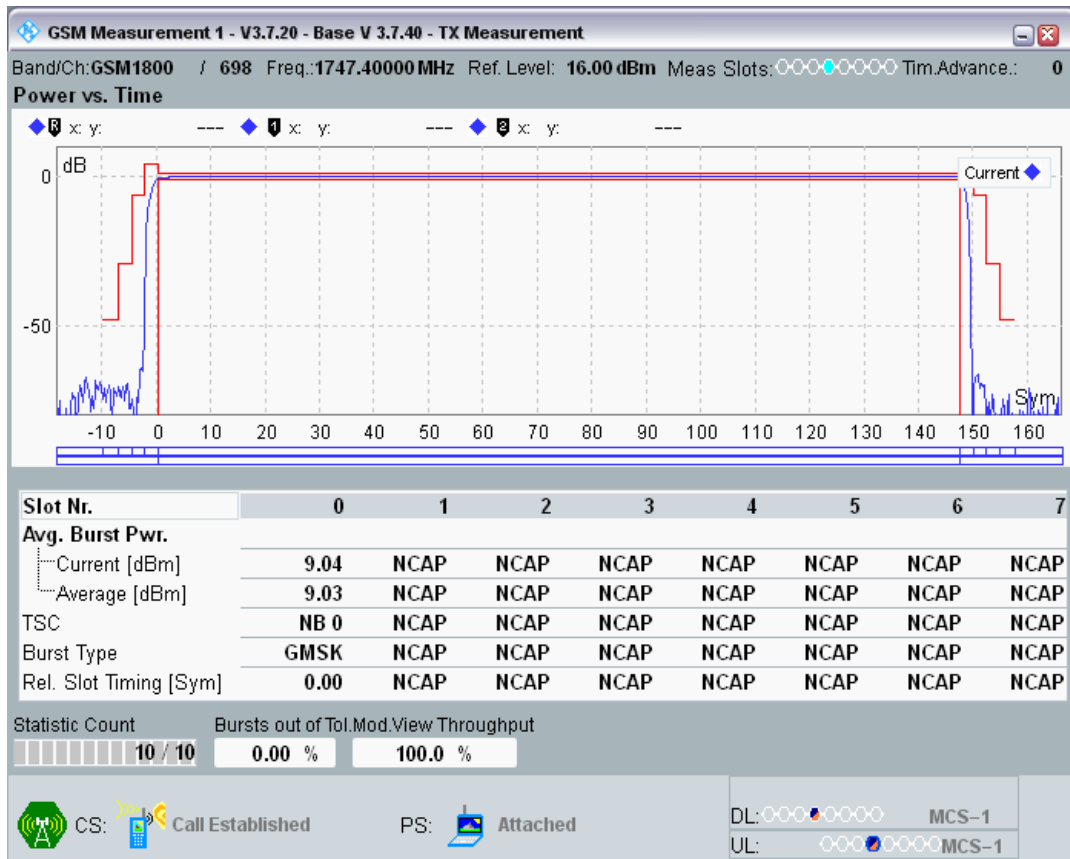 GSM Measurement 1 - V3.7.20 - Base V 3.7.40 - TX Measurement
Band/Ch:GSM1800 / 698 Freq.:1747.40000 MHz Ref. Level: 16.00 dBm Meas Slots: Tim.Advance.: 0
Power vs. Time
R x: y: --- 1 x: y: --- 2 x: y: ---
dB
Current
0
-50
Sym
-10 0 10 20 30 40 50 60 70 80 90 100 110 120 130 140 150 160
Slot Nr. 0 1 2 3 4 5 6 7
Avg. Burst Pwr.
Current [dBm] 9.04 NCAP NCAP NCAP NCAP NCAP NCAP NCAP
Average [dBm] 9.03 NCAP NCAP NCAP NCAP NCAP NCAP NCAP
TSC NB 0 NCAP NCAP NCAP NCAP NCAP NCAP NCAP
Burst Type GMSK NCAP NCAP NCAP NCAP NCAP NCAP NCAP
Rel. Slot Timing [Sym] 0.00 NCAP NCAP NCAP NCAP NCAP NCAP NCAP
Statistic Count Bursts out of Tol. Mod.View Throughput
10 / 10 0.00 % 100.0 %
CS: Call Established PS: Attached
DL: MCS-1
UL: MCS-1